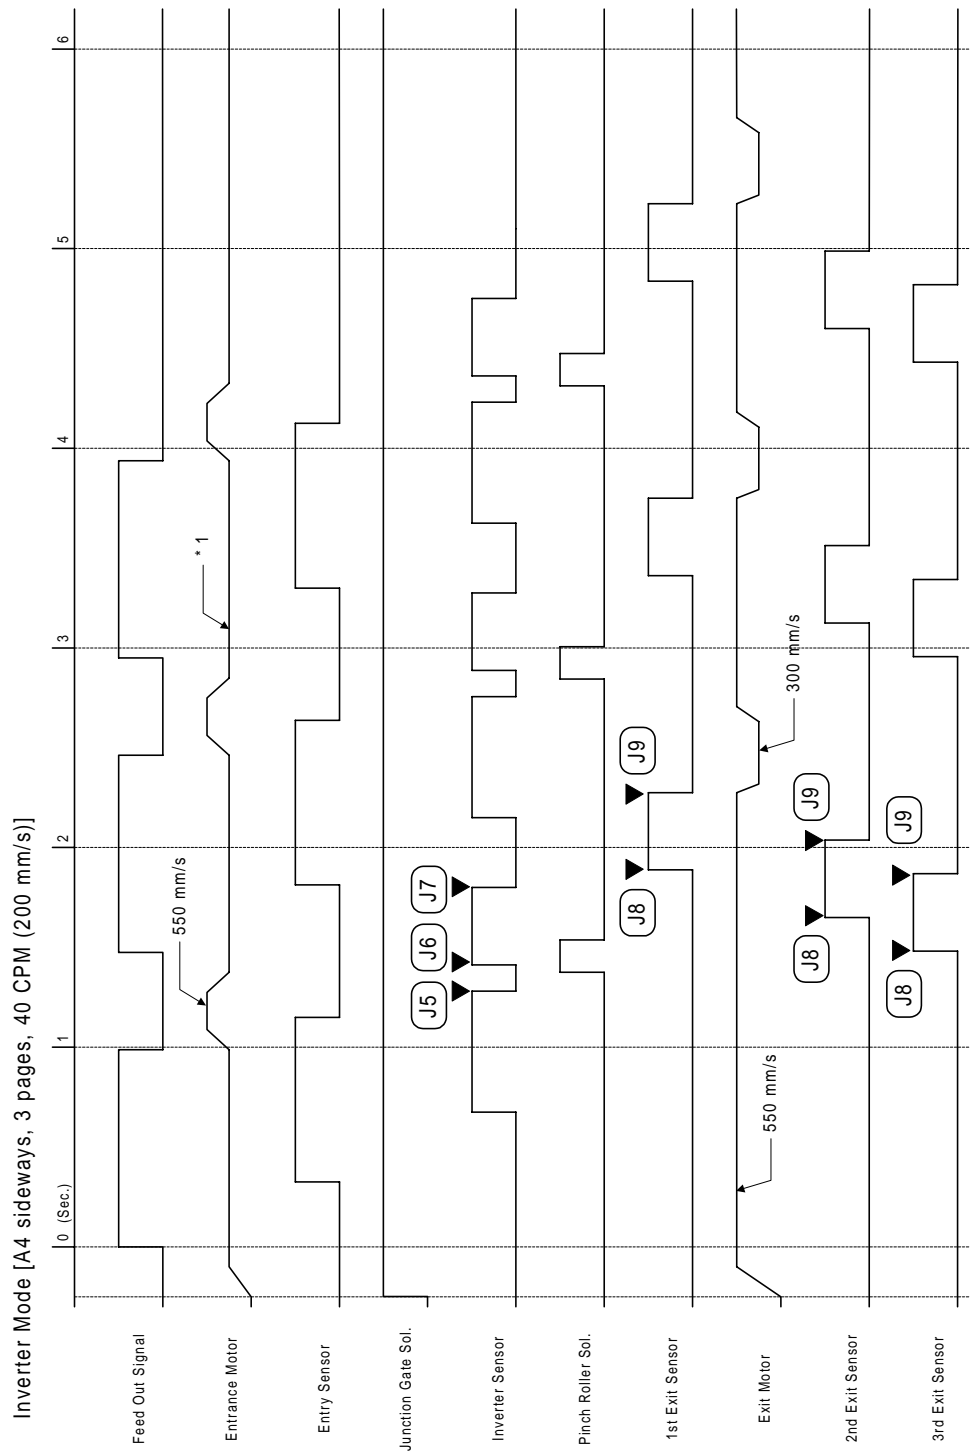 Inverter Mode [A4 sideways, 3 pages, 40 CPM (200 mm/s)]
0 (Sec.)
1
2
3
4
5
6
Feed Out Signal
Entrance Motor
550 mm/s
* 1
Entry Sensor
Junction Gate Sol.
Inverter Sensor
J5
J6
J7
Pinch Roller Sol.
1st Exit Sensor
J8
J9
Exit Motor
550 mm/s
300 mm/s
2nd Exit Sensor
J8
J9
3rd Exit Sensor
J8
J9